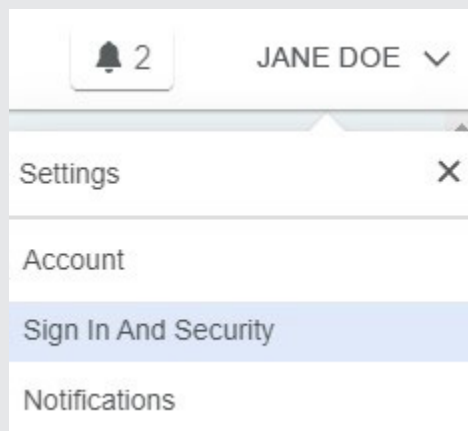 2 JANE DOE
Settings
Account
Sign In And Security
Notifications